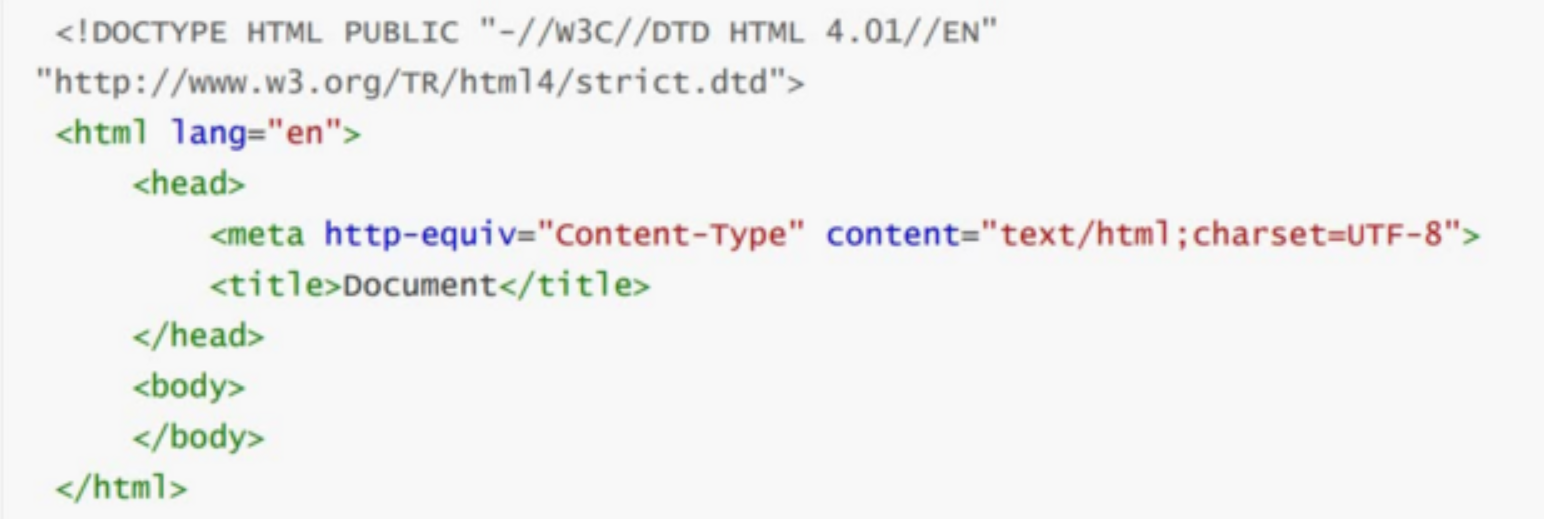 <!DOCTYPE HTML PUBLIC "-//W3C//DTD HTML 4.01//EN"
"http://www.w3.org/TR/html4/strict.dtd">
<html lang="en">
<head>
<meta http-equiv="Content-Type" content="text/html;charset=UTF-8">
<title>Document</title>
</head>
<body>
</body>
</html>